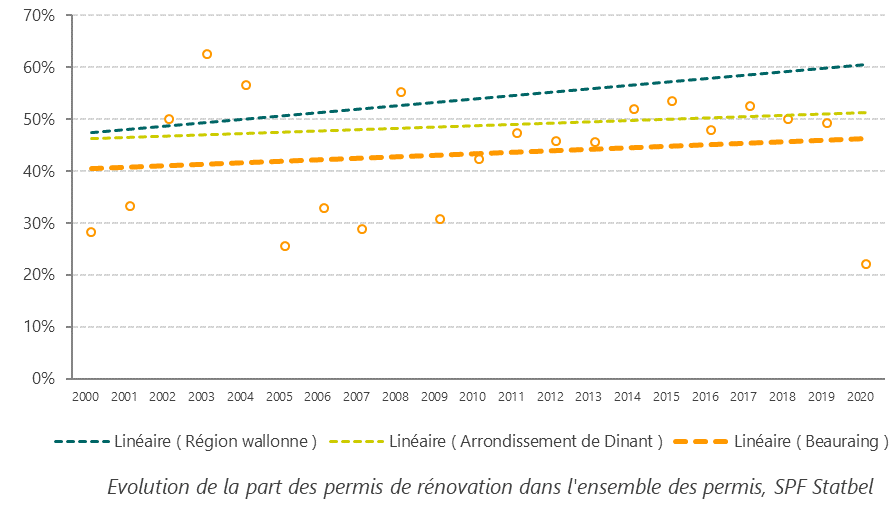 70%
60%
50%
40%
30%
20%
10%
0%
2000 2001 2002 2003 2004 2005 2006 2007 2008 2009 2010 2011 2012 2013 2014 2015 2016 2017 2018 2019 2020
Linéaire ( Région wallonne ) Linéaire ( Arrondissement de Dinant ) Linéaire ( Beauraing )
Evolution de la part des permis de rénovation dans l'ensemble des permis, SPF Statbel